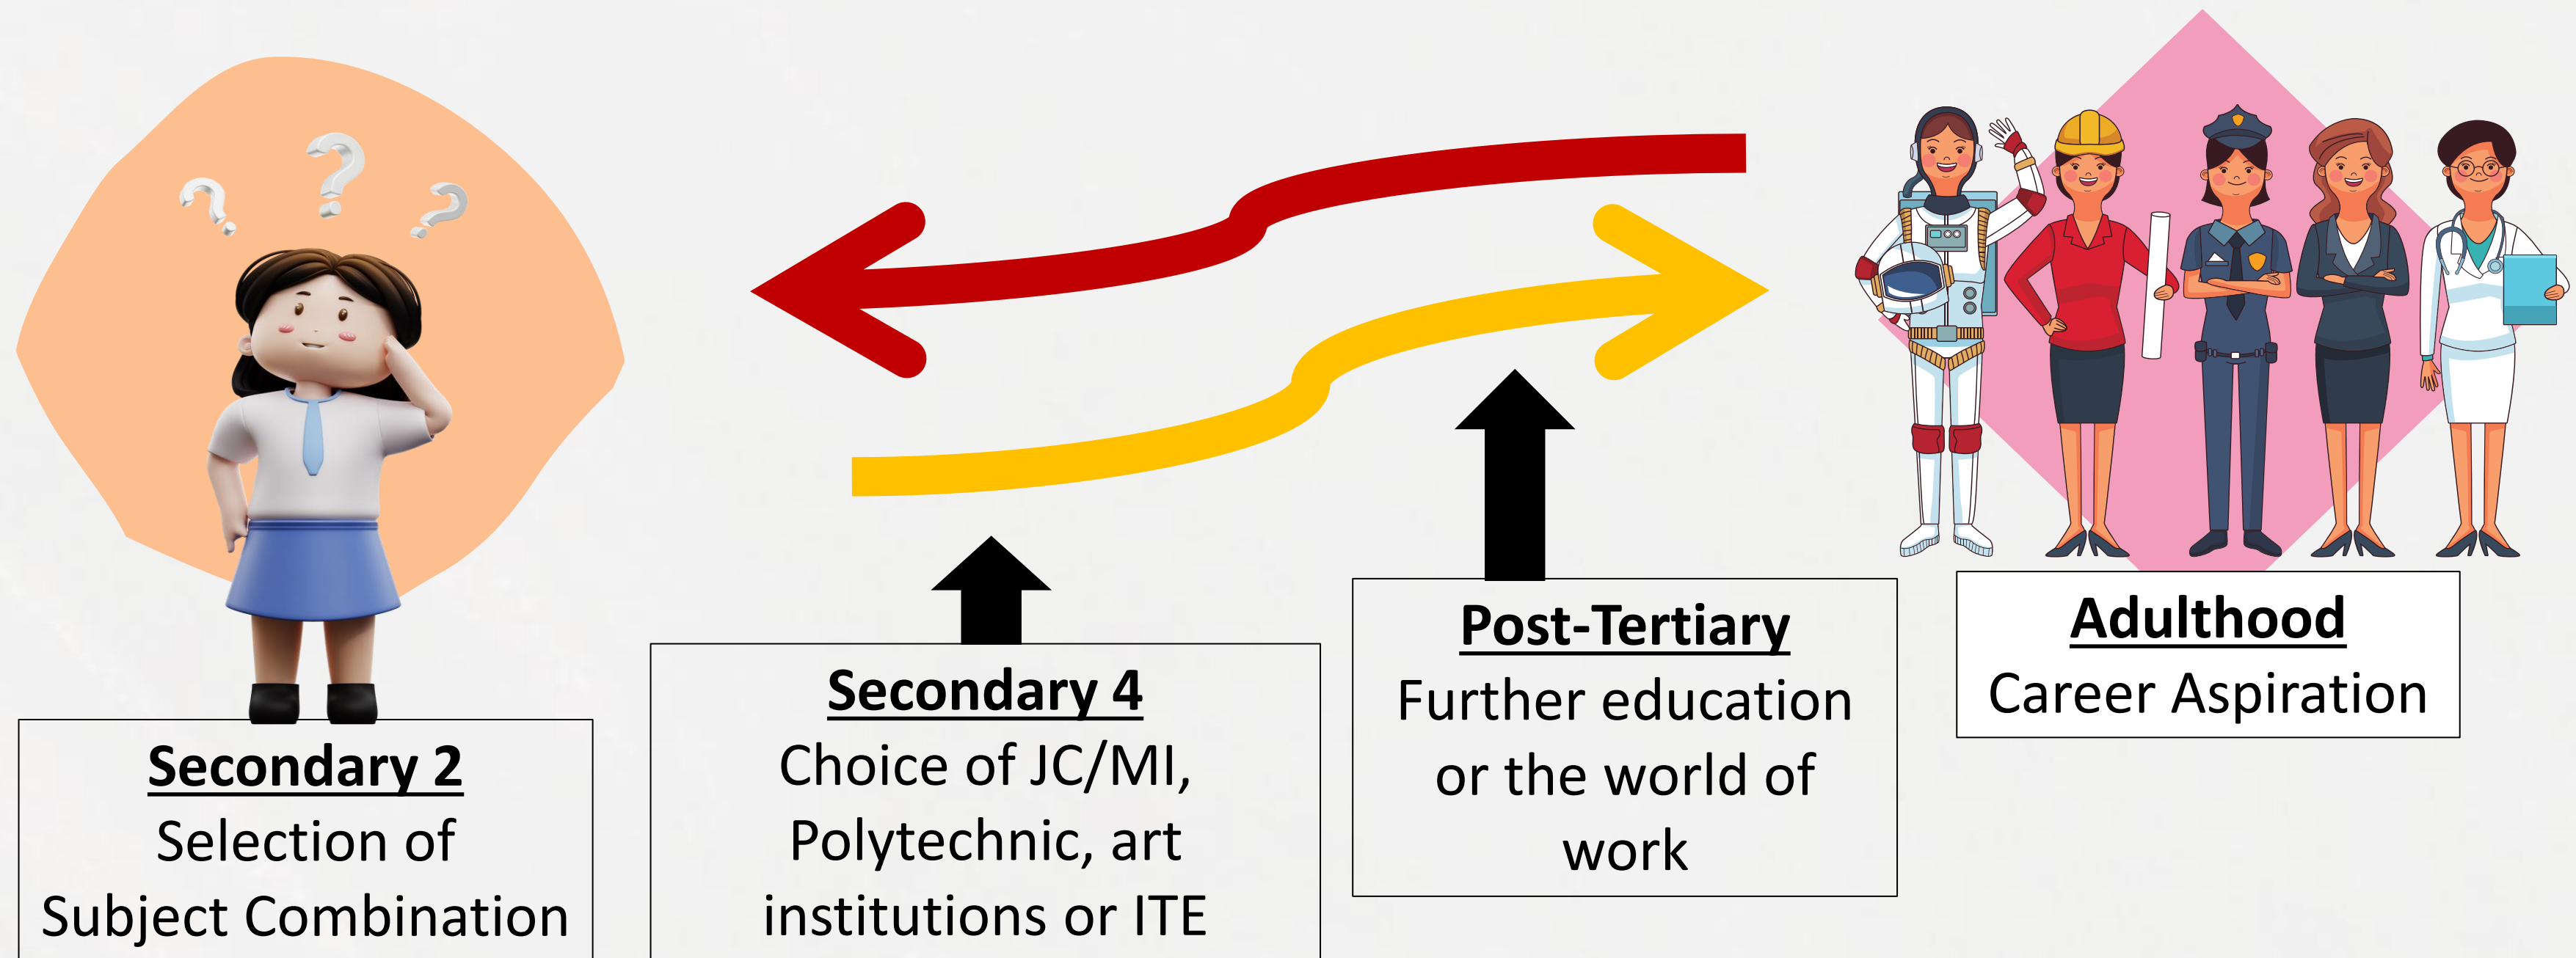 Secondary 2
Selection of
Subject Combination
Secondary 4
Choice of JC/MI,
Polytechnic, art
institutions or ITE
Post-Tertiary
Further education
or the world of
work
Adulthood
Career Aspiration